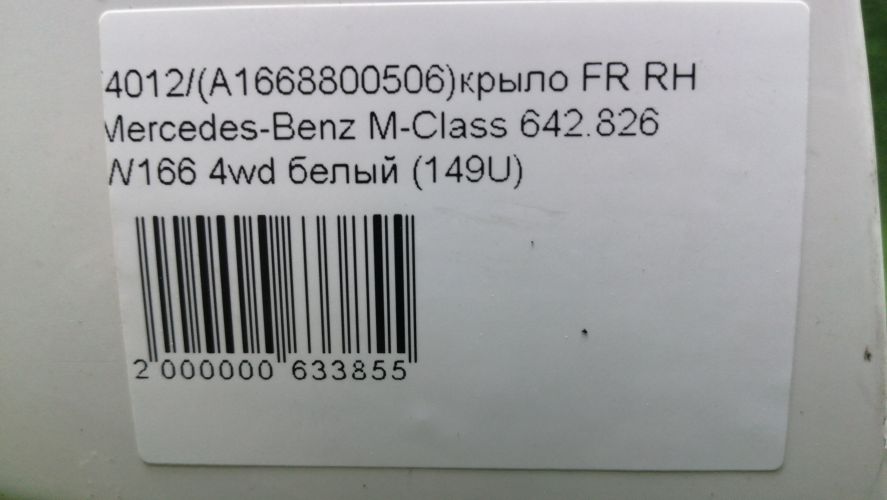 4012/(A1668800506)крыло FR RH
Mercedes-Benz M-Class 642.826
W166 4wd белый (149U)
2 000000 633855